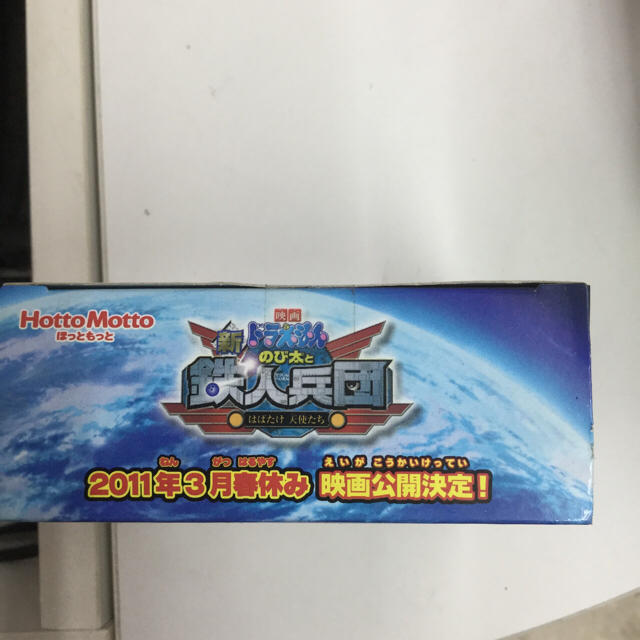 Hotto Motto
ほっともっと
映画
新 ドラえもん
のび太と
鉄人兵団
はばたけ 天使たち
ねん がつ はるやす えいが こうかいけってい
2011年3月春休み 映画公開決定!